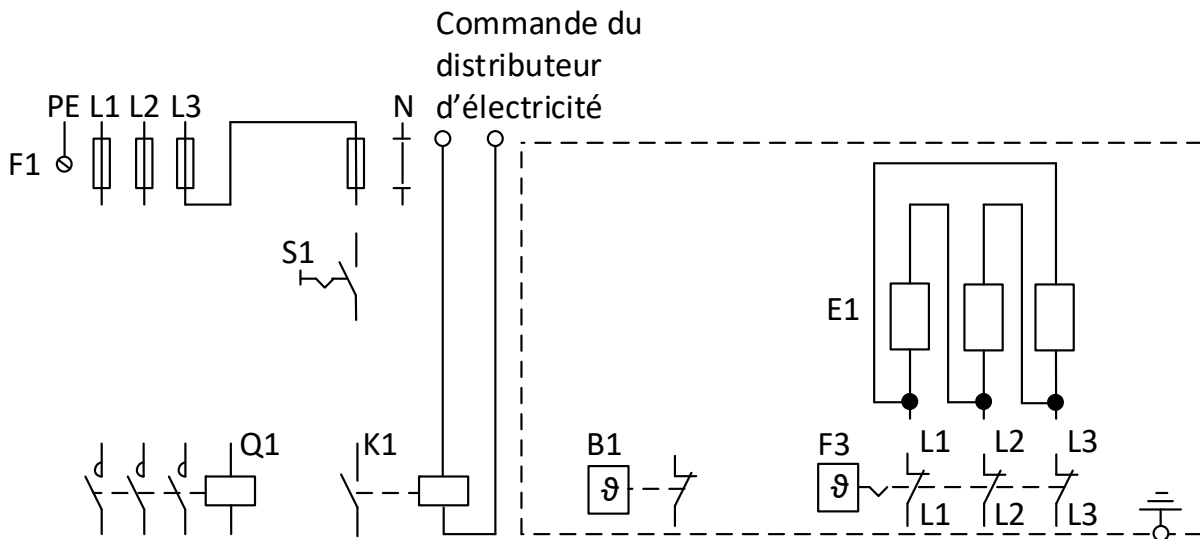 Commande du
distributeur
d’électricité
PE L1 L2 L3
N
F1
S1
E1
Q1
K1
B1
F3
L1
L2
L3
ϑ
ϑ
L1
L2
L3